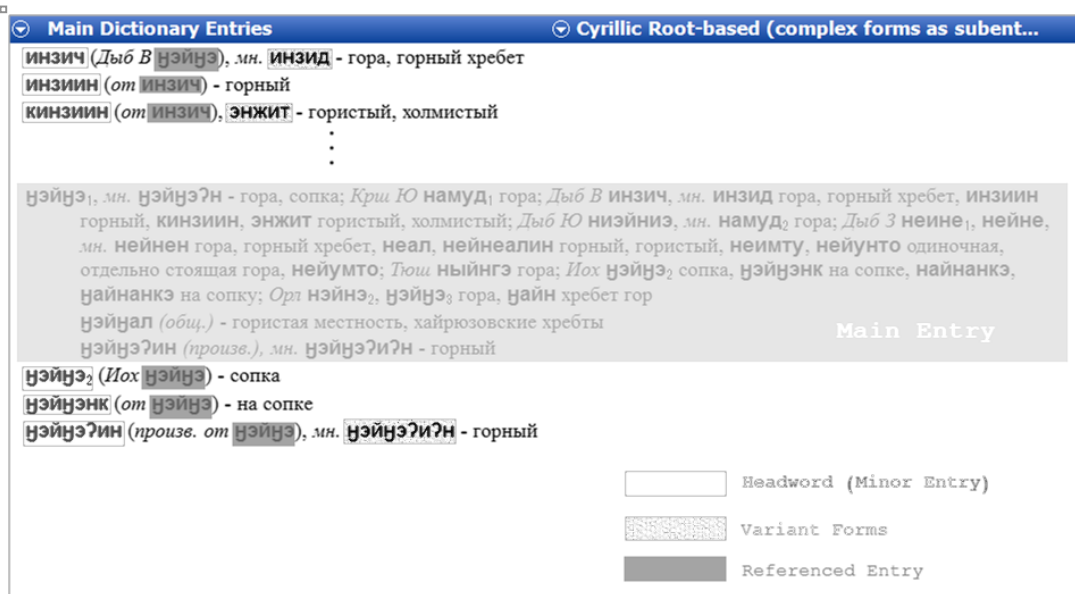 Main Dictionary Entries Cyrillic Root-based (complex forms as subent...
инзич (Дыб В ӈэйӈэ), мн. инзид - гора, горный хребет
инзиин (от инзич) - горный
кинзиин (от инзич), энжит - гористый, холмистый
ӈэйӈэ₁, мн. ӈэйӈэʔн - гора, сопка; Крш Ю намуд₁ гора; Дыб В инзич, мн. инзид гора, горный хребет, инзиин
горный, кинзиин, энжит гористый, холмистый; Дыб Ю ниэйниэ, мн. намуд₂ гора; Дыб З неине₁, нейне,
мн. нейнен гора, горный хребет, неал, нейнеалин горный, гористый, неимту, нейунто одиночная,
отдельно стоящая гора, нейумто; Тюш ныйнгэ гора; Иох ӈэйӈэ₂ сопка, ӈэйӈэнк на сопке, найнанкэ,
ӈайнанкэ на сопку; Орл нэйнэ₂, ӈэйӈэ₃ гора, ӈайн хребет гор
ӈэйӈал (общ.) - гористая местность, хайрюзовские хребты
Main Entry
ӈэйӈэʔин (произв.), мн. ӈэйӈэʔиʔн - горный
ӈэйӈэ₂ (Иох ӈэйӈэ) - сопка
ӈэйӈэнк (от ӈэйӈэ) - на сопке
ӈэйӈэʔин (произв. от ӈэйӈэ), мн. ӈэйӈэʔиʔн - горный
Headword (Minor Entry)
Variant Forms
Referenced Entry